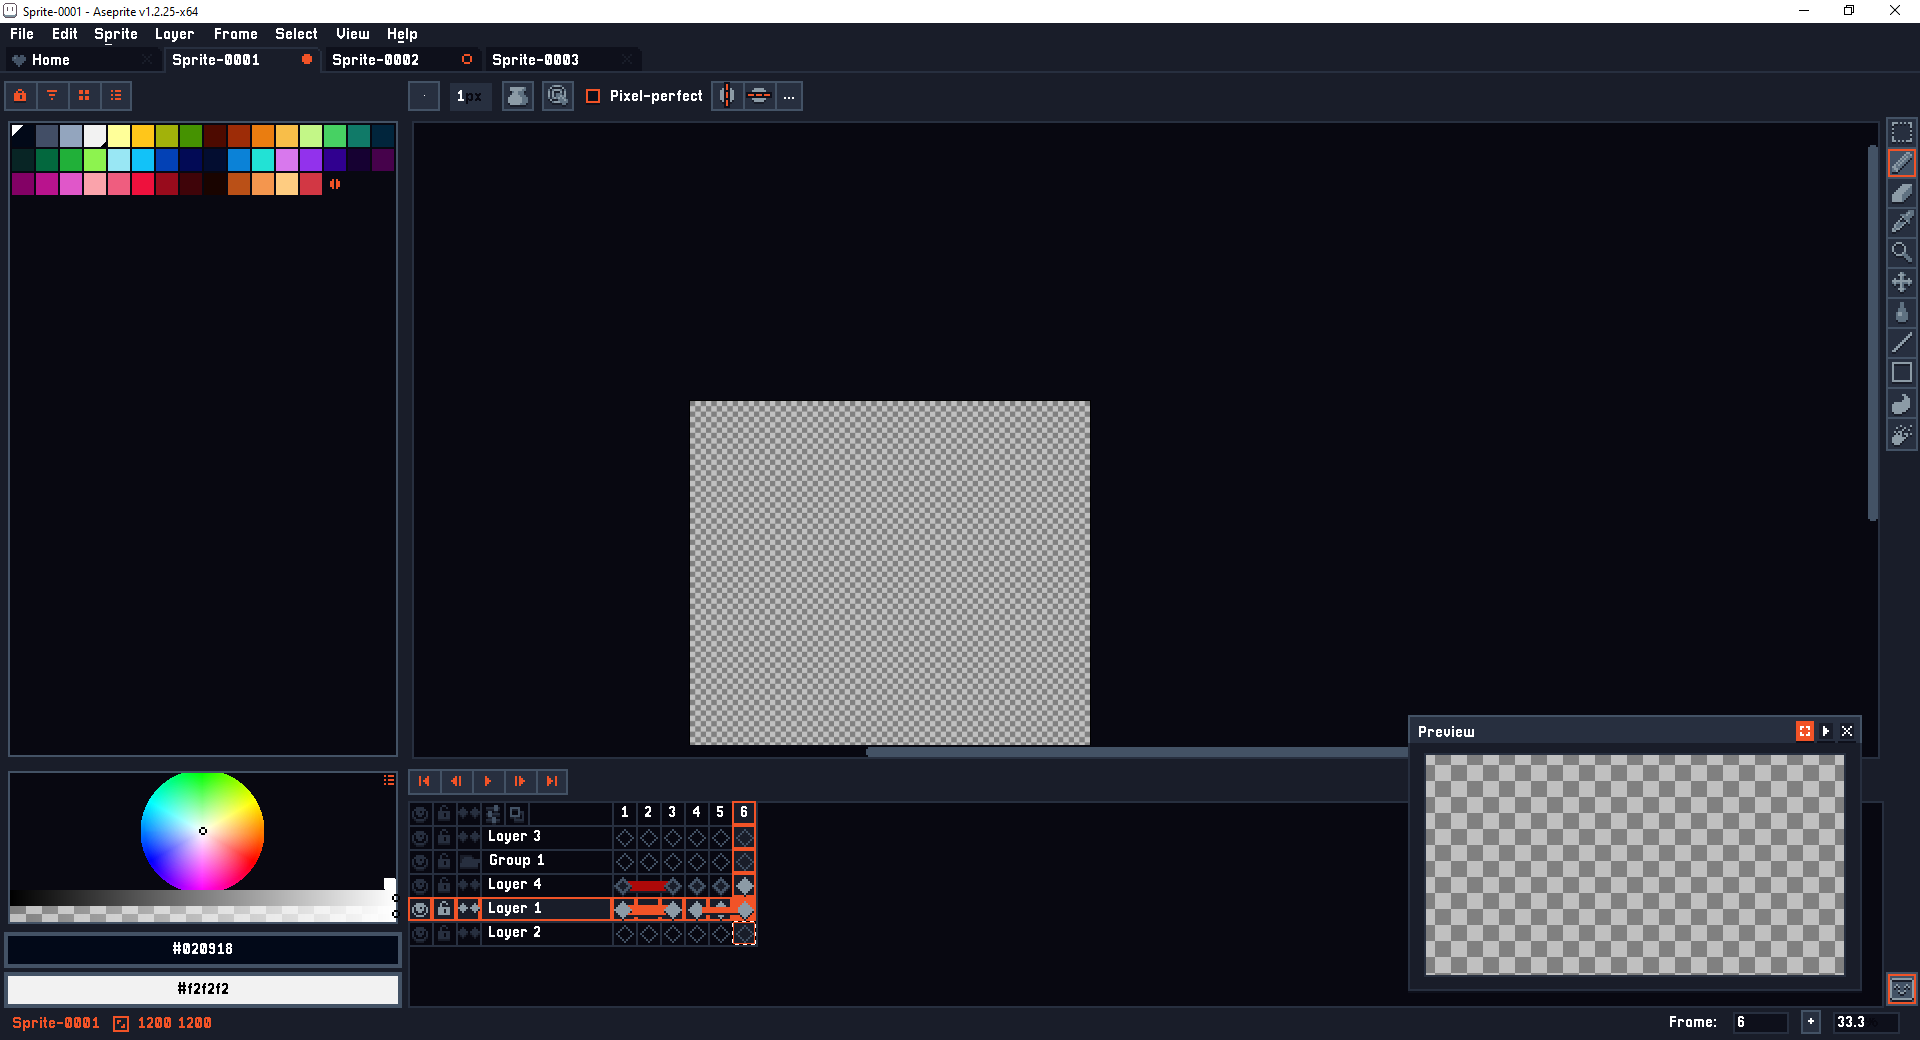 Sprite-0001 - Aseprite v1.2.25-x64
File Edit Sprite Layer Frame Select View Help
Home Sprite-0001 Sprite-0002 Sprite-0003
1px Pixel-perfect ...
Preview
1 2 3 4 5 6
Layer 3
Group 1
Layer 4
Layer 1
Layer 2
#020918
#f2f2f2
Sprite-0001 1200 1200 Frame: 6 + 33.3